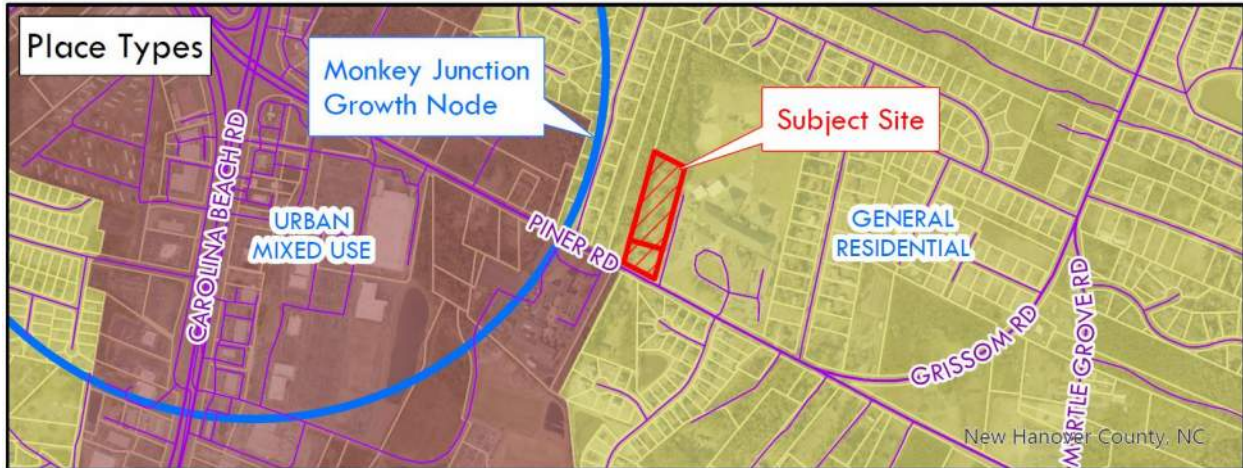 Place Types
Monkey Junction
Growth Node
Subject Site
CAROLINA BEACH RD
URBAN
MIXED USE
PINER RD
GENERAL
RESIDENTIAL
GRISSOM RD
MYRTLE GROVE RD
New Hanover County, NC